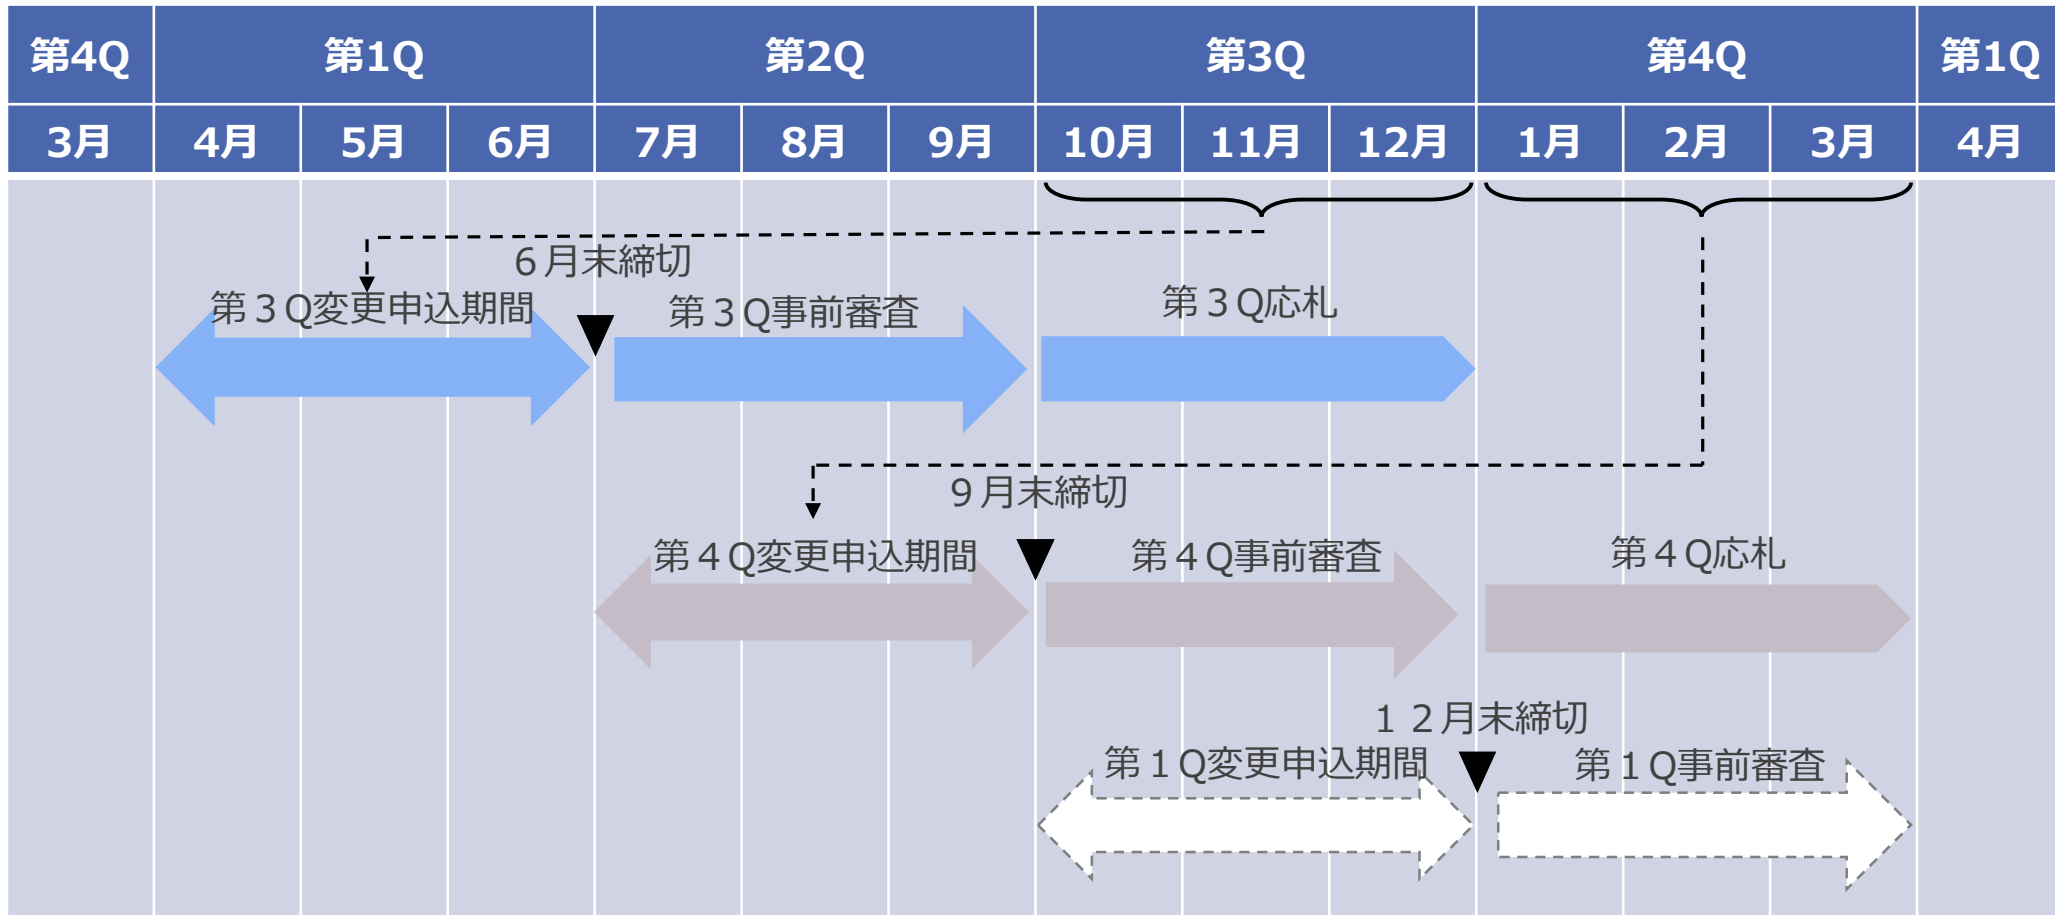 第4Q 第1Q 第2Q 第3Q 第4Q 第1Q
3月 4月 5月 6月 7月 8月 9月 10月 11月 12月 1月 2月 3月 4月
６月末締切
第３Q変更申込期間 第３Q事前審査 第３Q応札
９月末締切
第４Q変更申込期間 第４Q事前審査 第４Q応札
１２月末締切
第１Q変更申込期間 第１Q事前審査